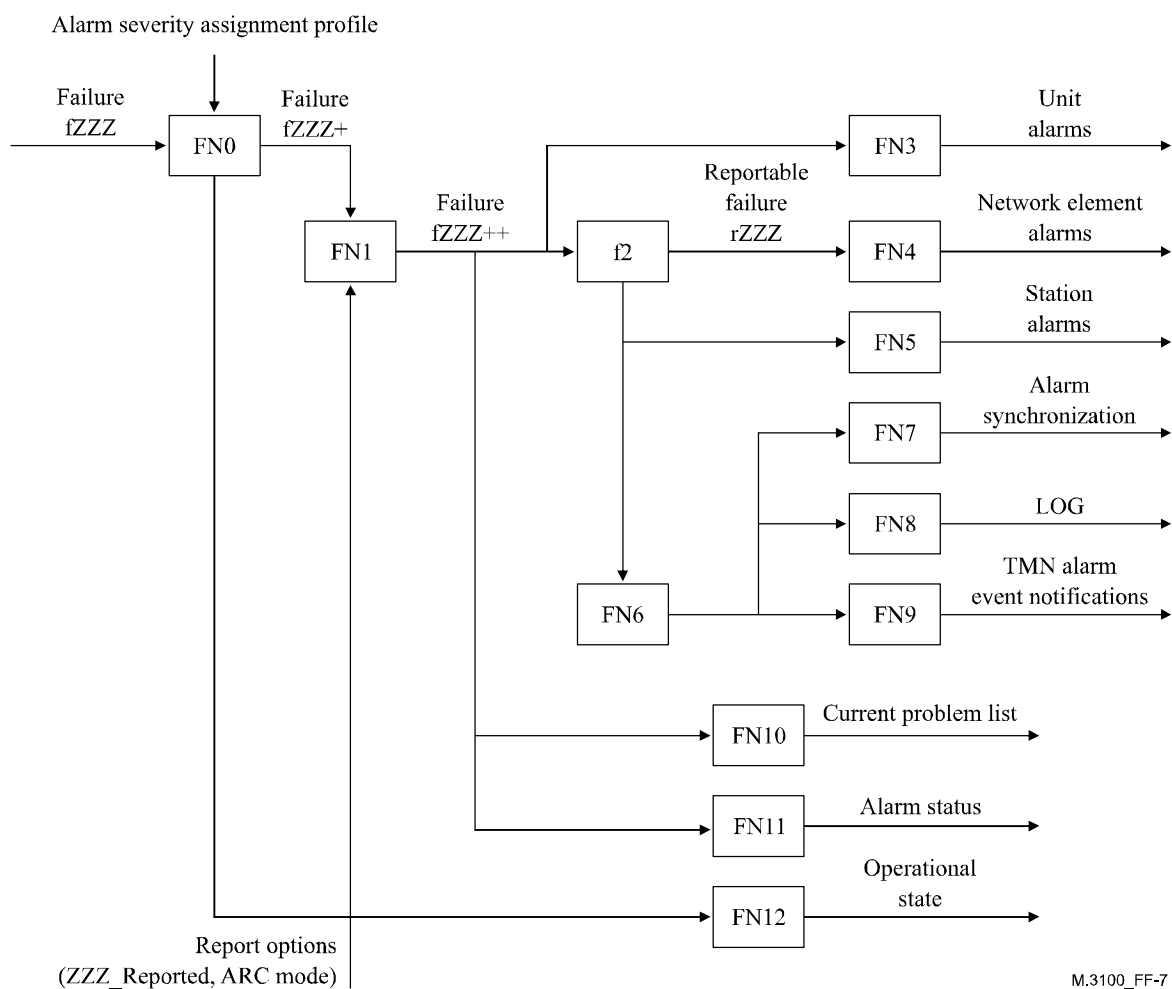 Alarm severity assignment profile
Failure
fZZZ
FN0
Failure
fZZZ+
FN1
Failure
fZZZ++
f2
Reportable
failure
rZZZ
FN3
Unit
alarms
FN4
Network element
alarms
FN5
Station
alarms
FN7
Alarm
synchronization
FN8
LOG
FN6
FN9
TMN alarm
event notifications
FN10
Current problem list
FN11
Alarm status
FN12
Operational
state
Report options
(ZZZ_Reported, ARC mode)
M.3100_FF-7